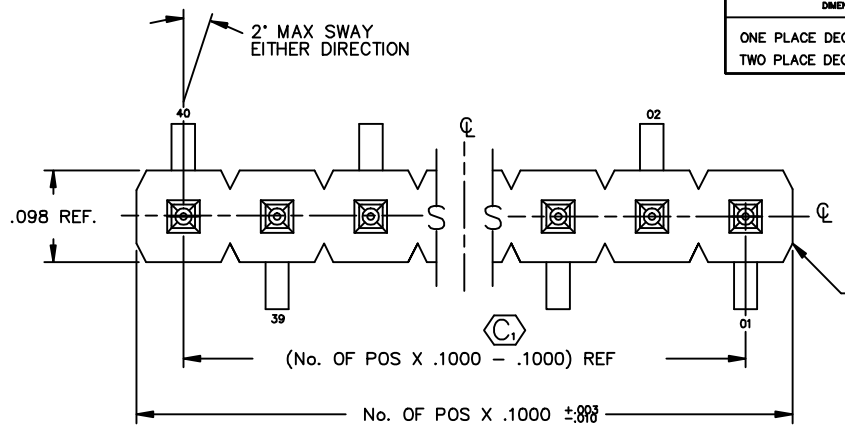 DIMEN
ONE PLACE DEC
TWO PLACE DEC
2° MAX SWAY
EITHER DIRECTION
40
02
℄
.098 REF.
S S
℄
39
01
C1
(No. OF POS X .1000 - .1000) REF
No. OF POS X .1000 +.003
-.010